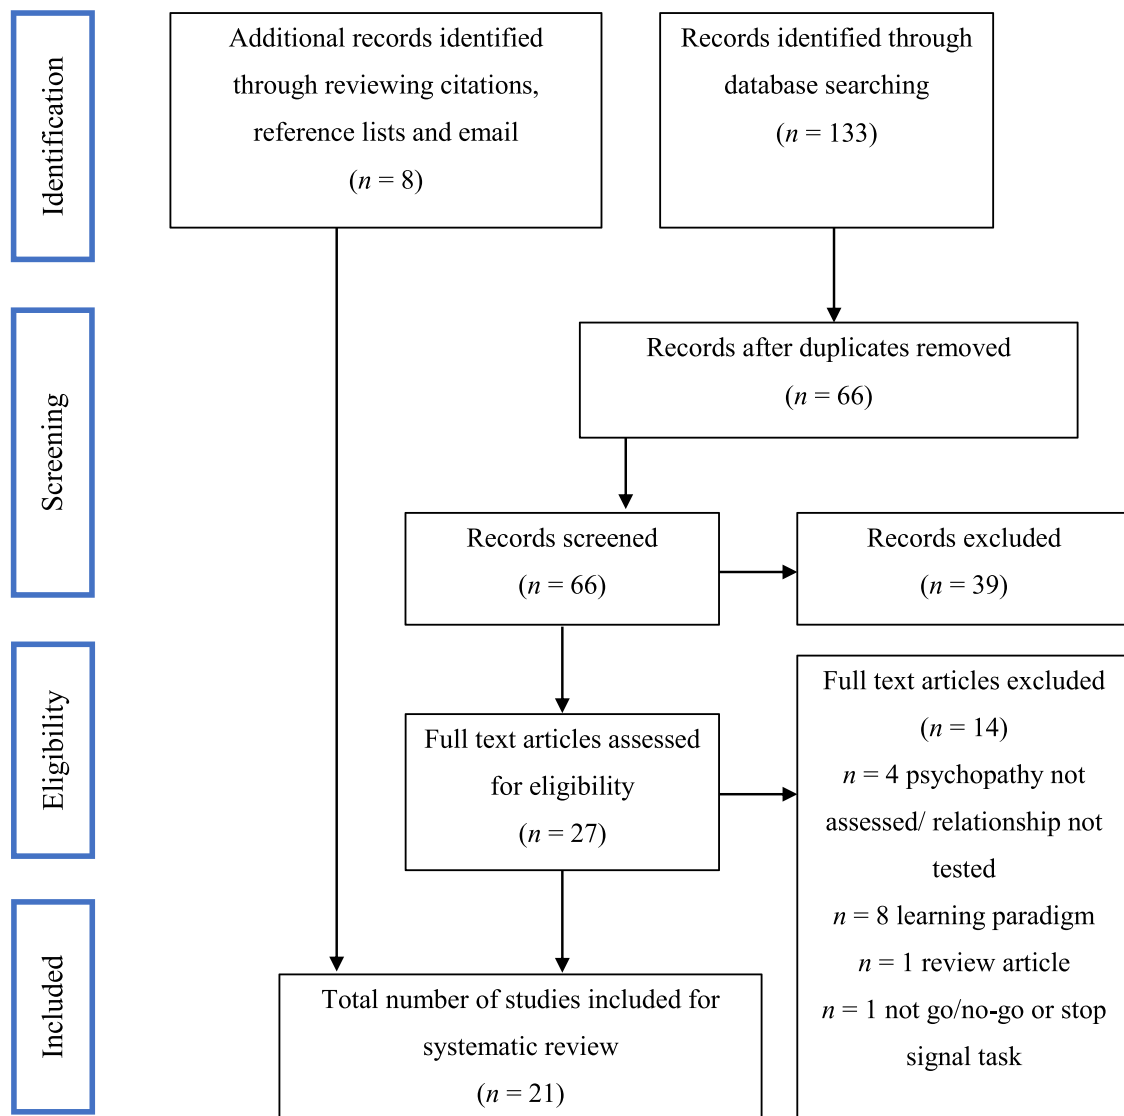 Identification
Additional records identified
through reviewing citations,
reference lists and email
(n = 8)
Records identified through
database searching
(n = 133)
Screening
Records after duplicates removed
(n = 66)
Records screened
(n = 66)
Records excluded
(n = 39)
Eligibility
Full text articles assessed
for eligibility
(n = 27)
Full text articles excluded
(n = 14)
n = 4 psychopathy not
assessed/ relationship not
tested
n = 8 learning paradigm
n = 1 review article
n = 1 not go/no-go or stop
signal task
Included
Total number of studies included for
systematic review
(n = 21)